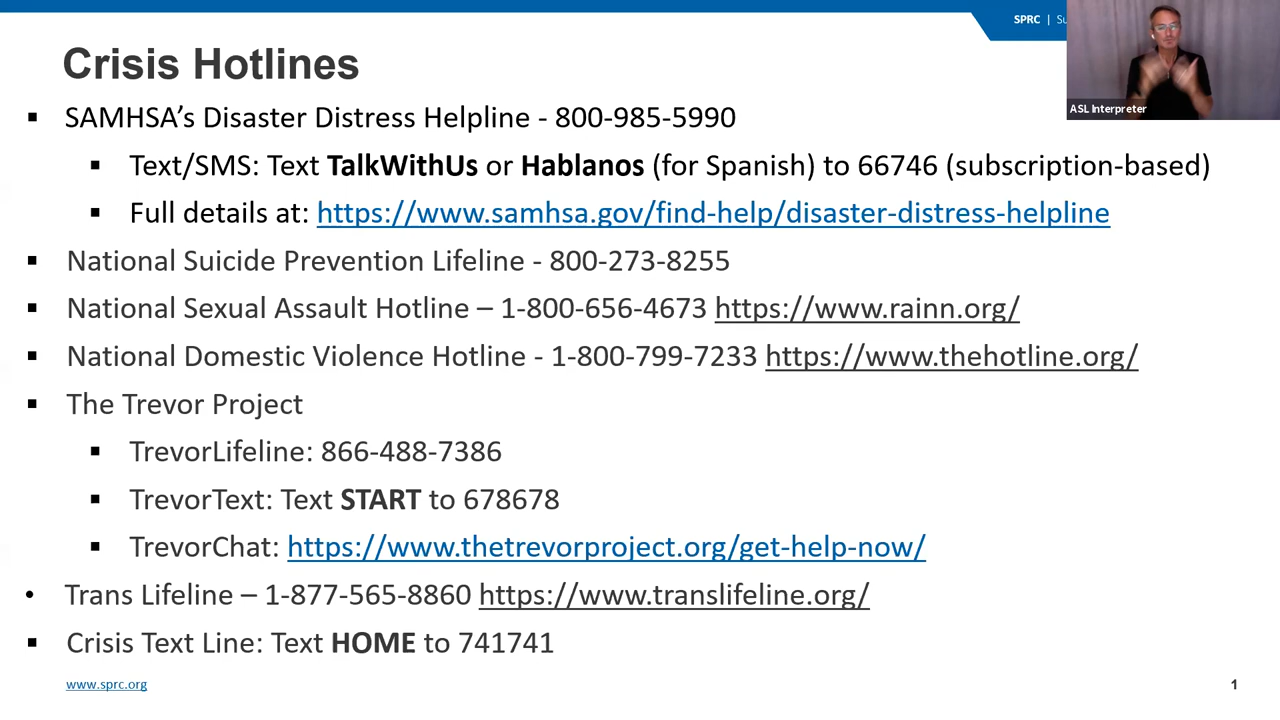 SPRC | Su
ASL Interpreter
Crisis Hotlines
▪ SAMHSA’s Disaster Distress Helpline - 800-985-5990
▪ Text/SMS: Text TalkWithUs or Hablanos (for Spanish) to 66746 (subscription-based)
▪ Full details at: https://www.samhsa.gov/find-help/disaster-distress-helpline
▪ National Suicide Prevention Lifeline - 800-273-8255
▪ National Sexual Assault Hotline – 1-800-656-4673 https://www.rainn.org/
▪ National Domestic Violence Hotline - 1-800-799-7233 https://www.thehotline.org/
▪ The Trevor Project
▪ TrevorLifeline: 866-488-7386
▪ TrevorText: Text START to 678678
▪ TrevorChat: https://www.thetrevorproject.org/get-help-now/
• Trans Lifeline – 1-877-565-8860 https://www.translifeline.org/
▪ Crisis Text Line: Text HOME to 741741
www.sprc.org
1